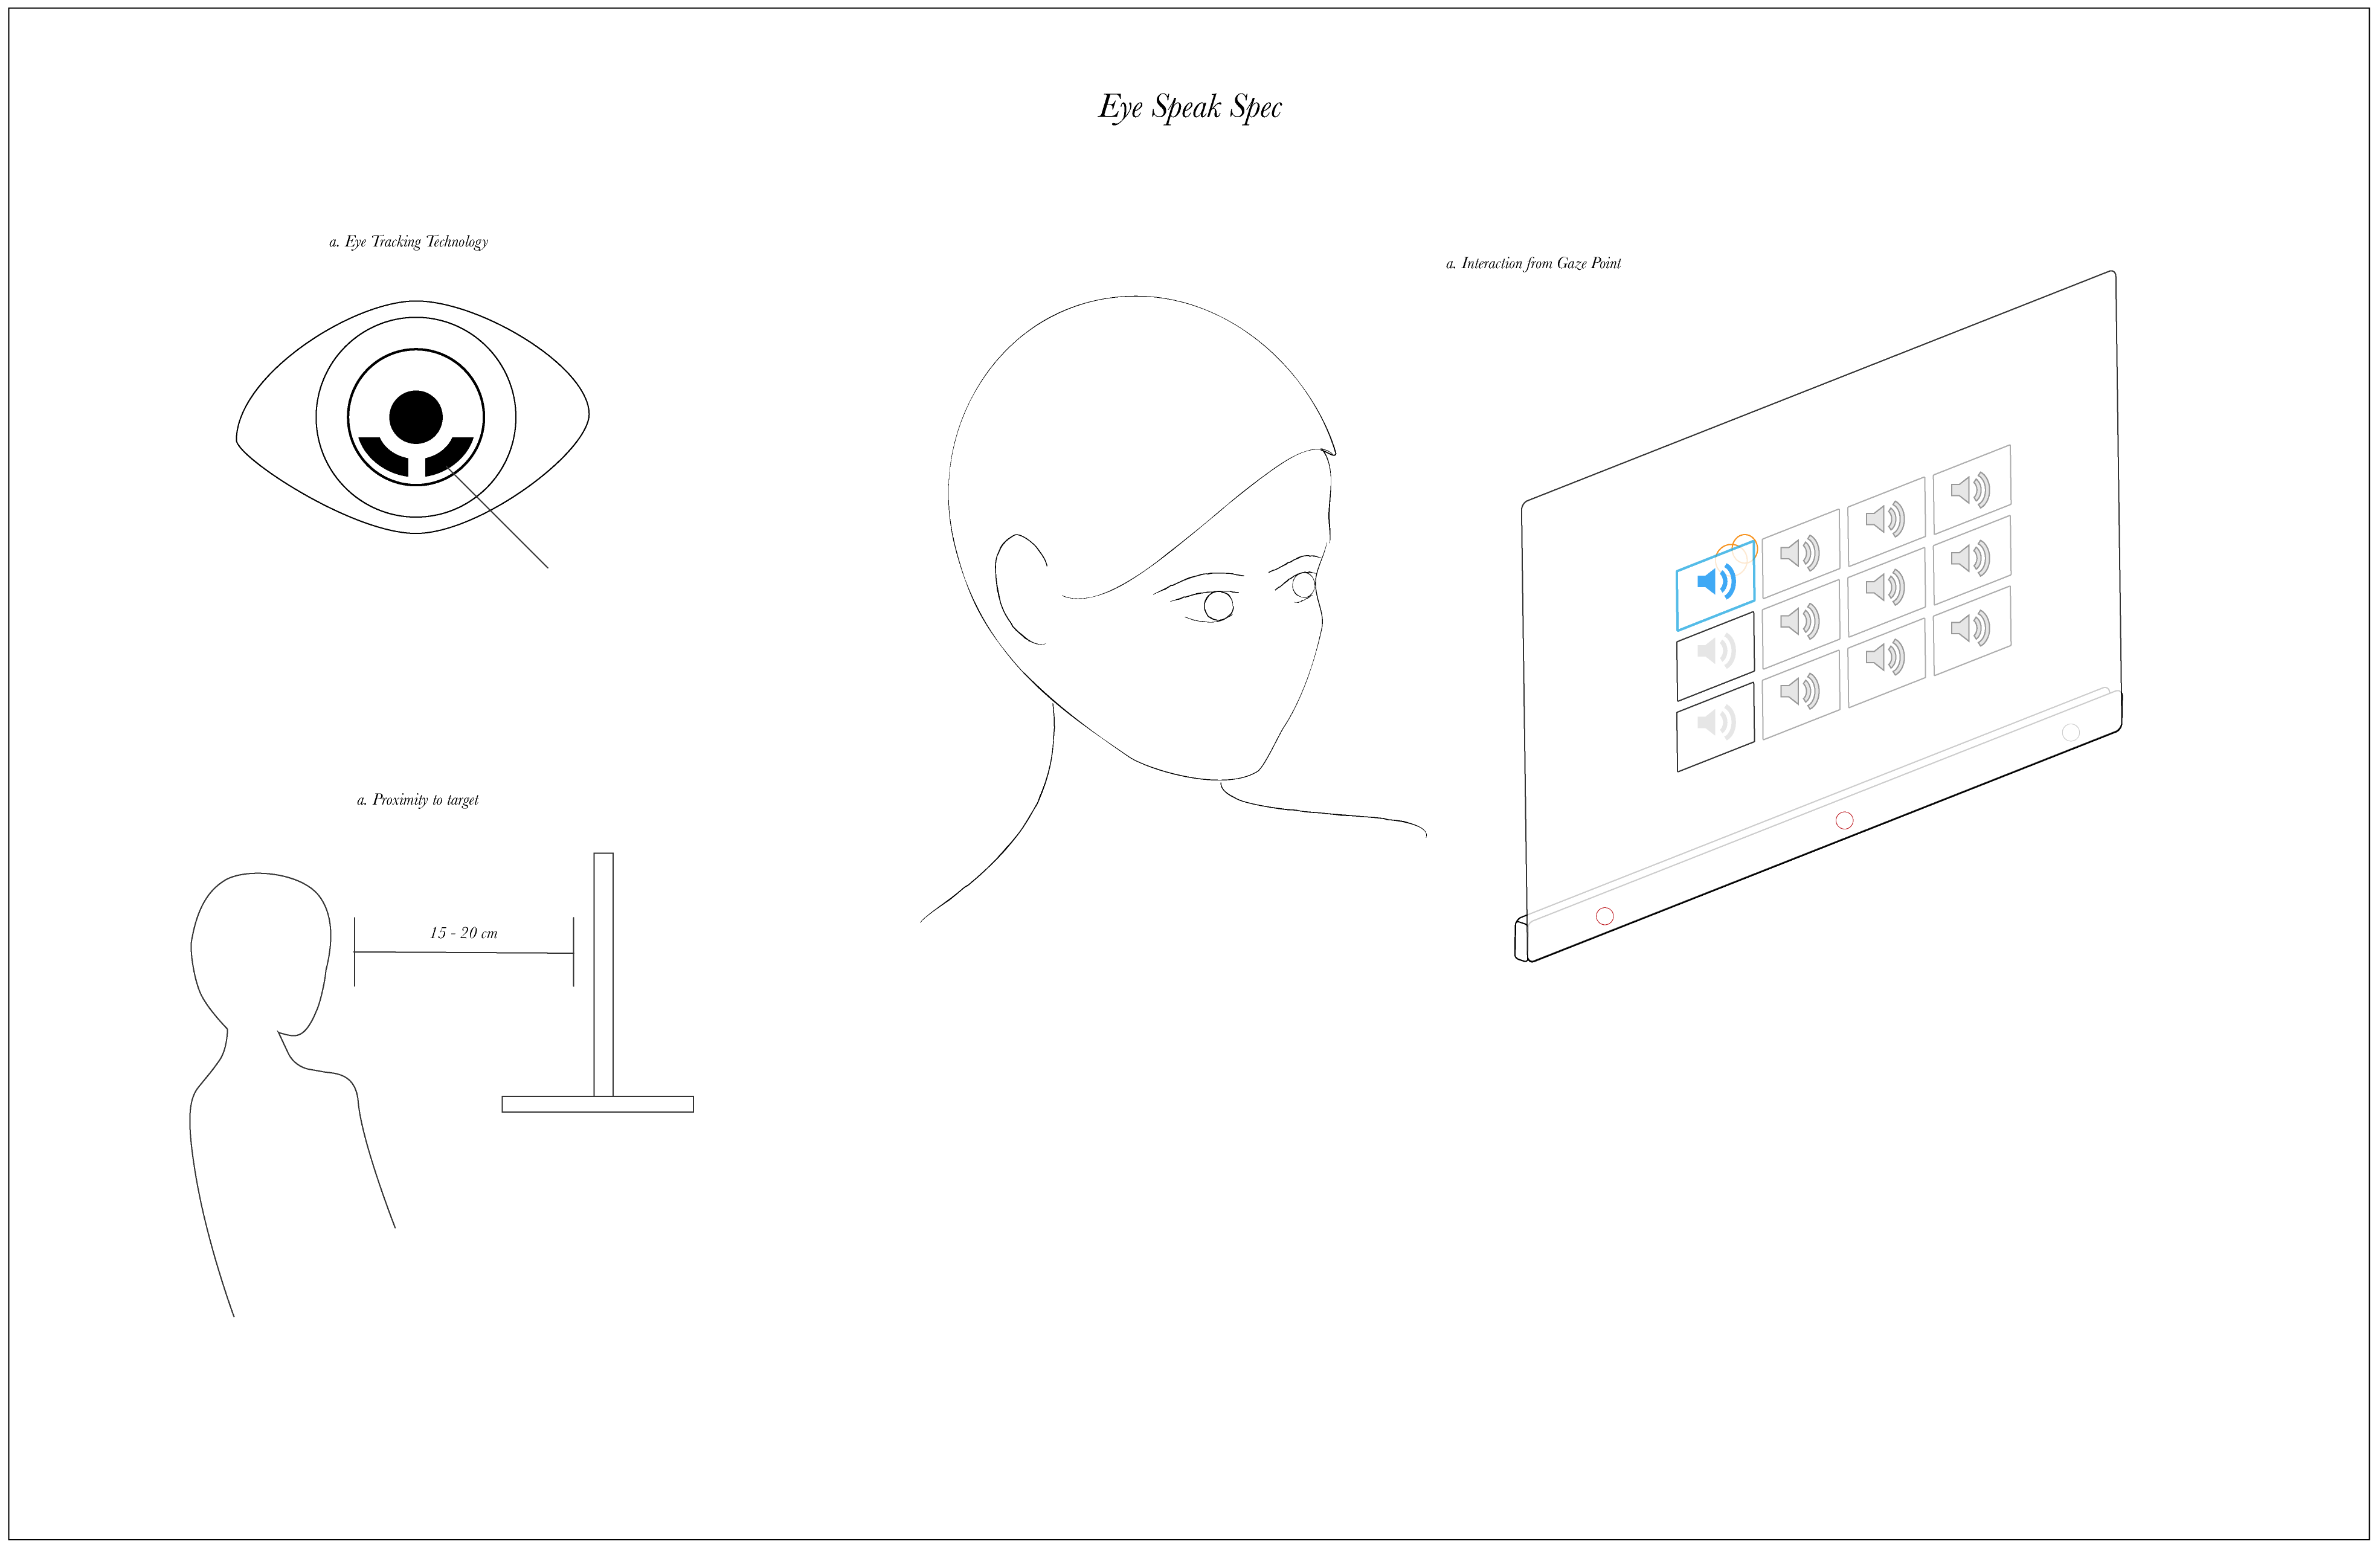 Eye Speak Spec
a. Eye Tracking Technology
a. Interaction from Gaze Point
a. Proximity to target
15 - 20 cm